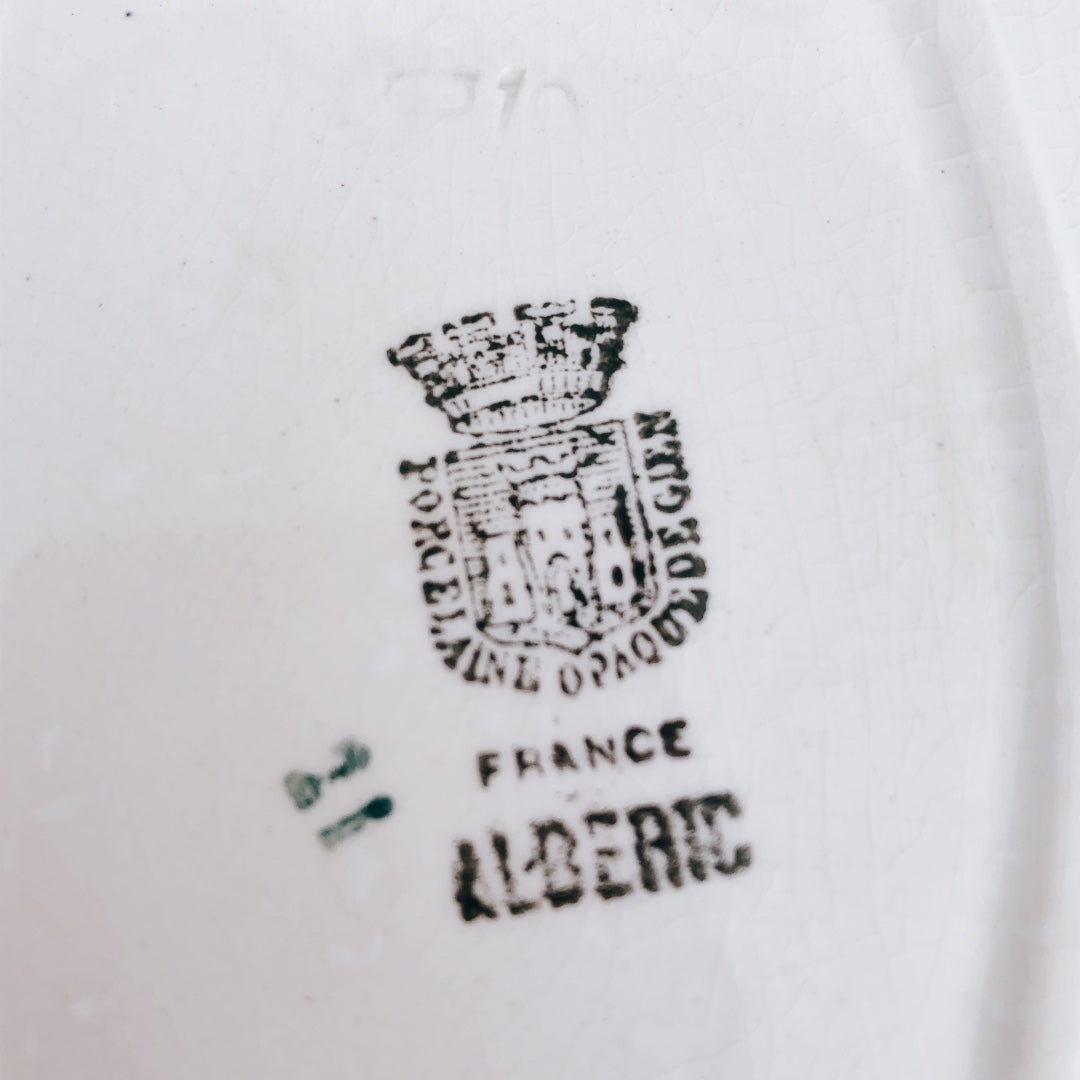 PORCELAINE OPAQUE DE GIEN
FRANCE
ALBERIC